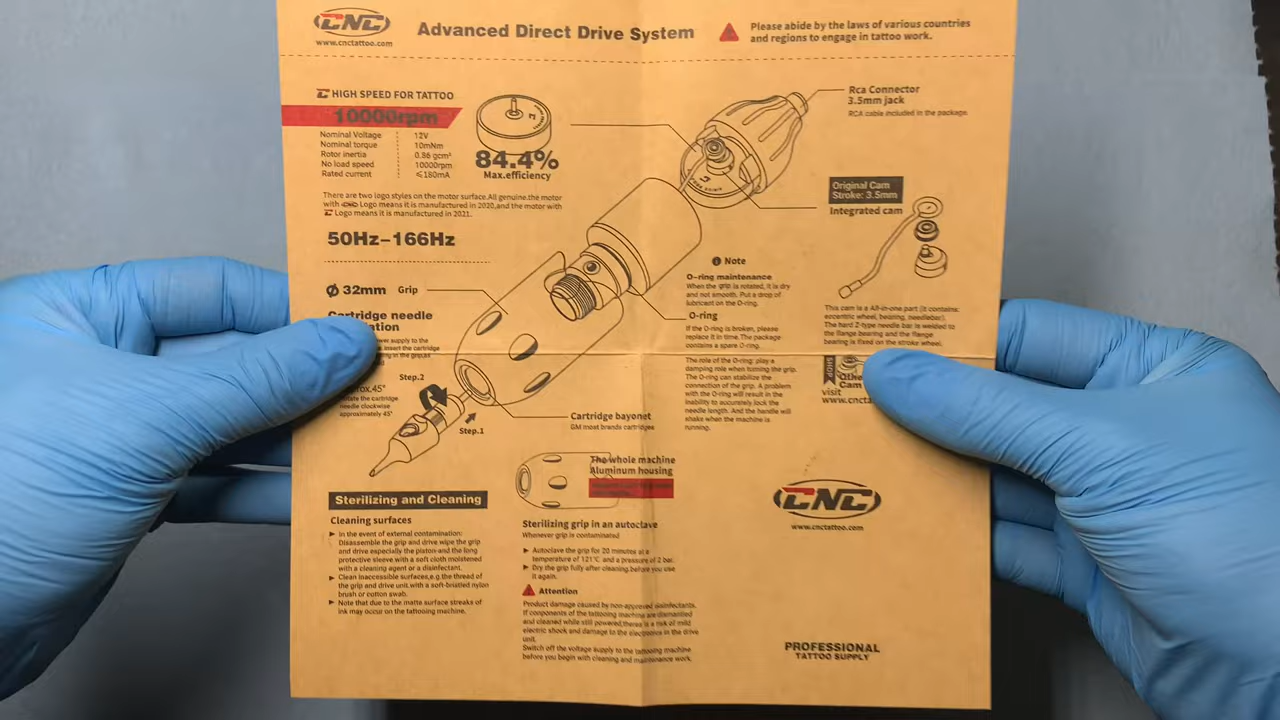 CNC
www.cnctattoo.com
Advanced Direct Drive System
Please abide by the laws of various countries
and regions to engage in tattoo work.
HIGH SPEED FOR TATTOO
10000rpm
Nominal Voltage 12V
Nominal torque 10mNm
Rotor inertia 0.86 gcm²
No load speed 10000rpm
Rated current ≤180mA
84.4%
Max.efficiency
There are two logo styles on the motor surface.All genuine.the motor
with CNC Logo means it is manufactured in 2020,and the motor with
Logo means it is manufactured in 2021.
50Hz-166Hz
Ø 32mm Grip
Cartridge needle
Step.2
45°
cartridge
needle clockwise
approximately 45°
Step.1
Rca Connector
3.5mm jack
RCA cable included in the package
Original Cam
Stroke: 3.5mm
Integrated cam
Note
O-ring maintenance
When the grip is rotated, it is dry
and not smooth. Put a drop of
lubricant on the O-ring.
O-ring
If the O-ring is broken, please
replace it in time.The package
contains a spare O-ring.
The role of the O-ring: play a
damping role when turning the grip.
The O-ring can stabilize the
connection of the grip. A problem
with the O-ring will result in the
inability to accurately lock the
needle length. And the handle will
shake when the machine is
running.
This cam is a All-in-one part (it contains:
eccentric wheel, bearing, needlebar).
The hard Z-type needle bar is welded to
the flange bearing and the flange
bearing is fixed on the stroke wheel.
SHOP
Cam
visit
Cartridge bayonet
GM most brands cartridges
The whole machine
Aluminum housing
Sterilizing and Cleaning
Cleaning surfaces
In the event of external contamination:
Disassemble the grip and drive wipe the grip
and drive especially the piston and the long
protective sleeve with a soft cloth moistened
with a cleaning agent or a disinfectant.
Clean inaccessible surfaces,e.g.the thread of
the grip and drive unit with a soft-bristled nylon
brush or cotton swab.
Note that due to the matte surface streaks of
ink may occur on the tattooing machine.
Sterilizing grip in an autoclave
Whenever grip is contaminated
Autoclave the grip for 20 minutes at a
temperature of 121°C and a pressure of 2 bar.
Dry the grip fully after cleaning,before you use
it again.
Attention
Product damage caused by non-approved disinfectants.
If components of the tattooing machine are dismantled
and cleaned while still powered,there is a risk of mild
electric shock and damage to the electronics in the drive
unit.
Switch off the voltage supply to the tattooing machine
before you begin with cleaning and maintenance work.
CNC
www.cnctattoo.com
PROFESSIONAL
TATTOO SUPPLY